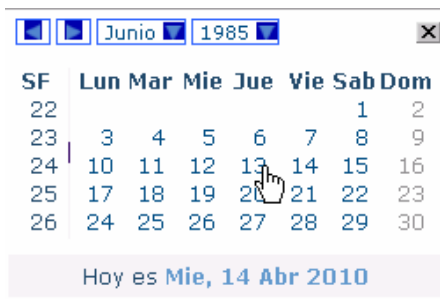 Junio 1985
SF Lun Mar Mie Jue Vie Sab Dom
22 1 2
23 3 4 5 6 7 8 9
24 10 11 12 13 14 15 16
25 17 18 19 20 21 22 23
26 24 25 26 27 28 29 30
Hoy es Mie, 14 Abr 2010